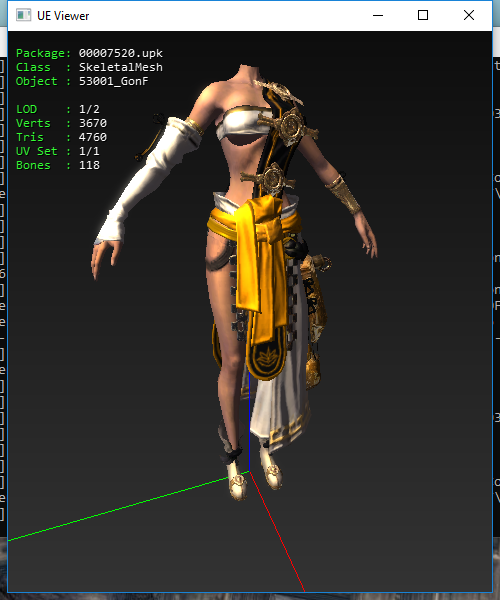 UE Viewer
Package: 00007520.upk
Class  : SkeletalMesh
Object : 53001_GonF
LOD    : 1/2
Verts  : 3670
Tris   : 4760
UV Set : 1/1
Bones  : 118